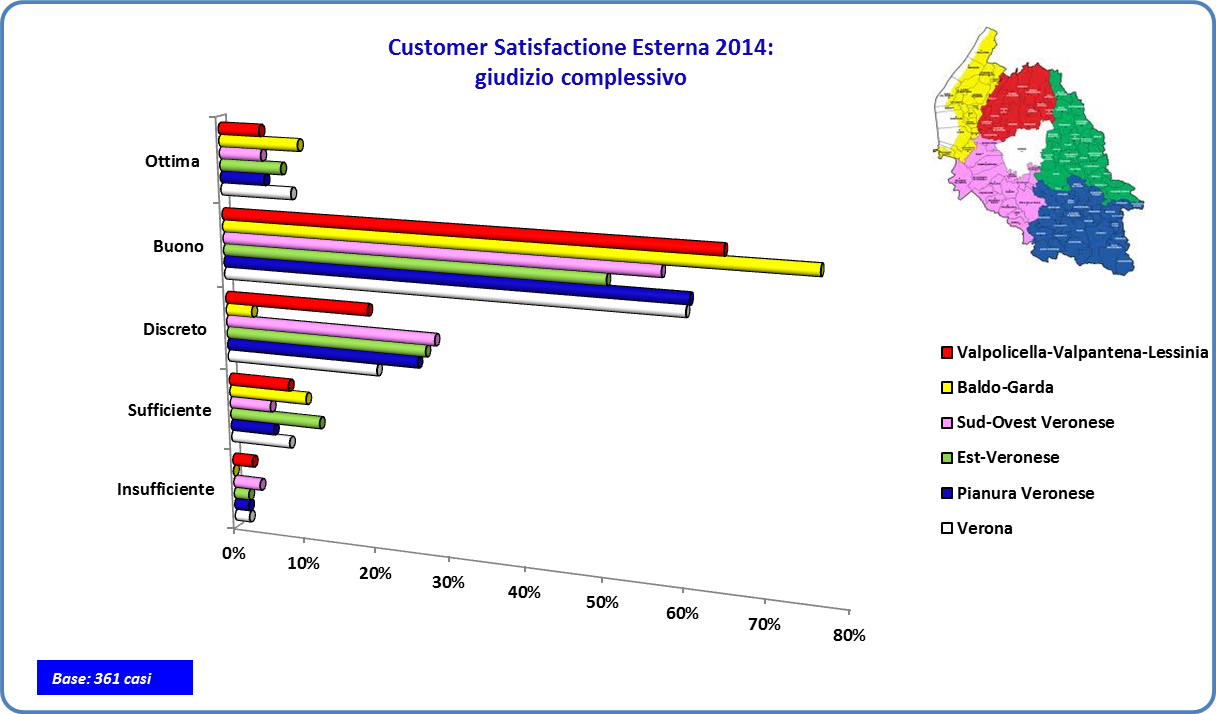 Customer Satisfactione Esterna 2014:
giudizio complessivo
Ottima
Buono
Discreto
Sufficiente
Insufficiente
0%
10%
20%
30%
40%
50%
60%
70%
80%
Valpolicella-Valpantena-Lessinia
Baldo-Garda
Sud-Ovest Veronese
Est-Veronese
Pianura Veronese
Verona
Base: 361 casi